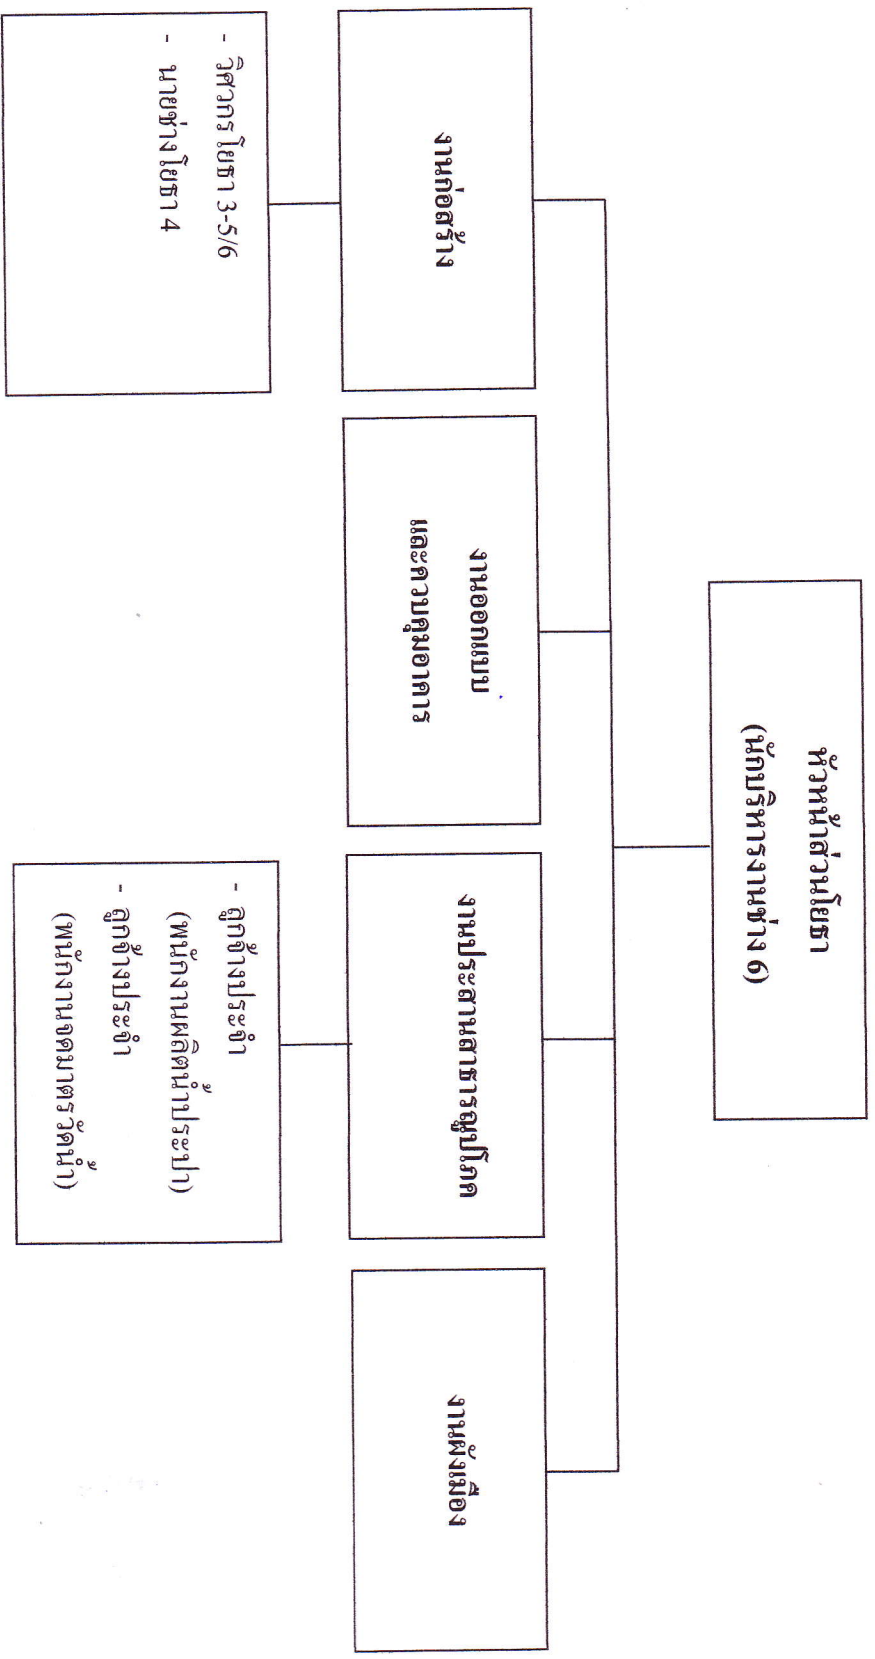 หัวหน้าส่วนโยธา
(นักบริหารงานช่าง 6)
งานก่อสร้าง
งานออกแบบ
และควบคุมอาคาร
งานประสานสาธารณูปโภค
งานผังเมือง
- วิศวกรโยธา 3-5/6
- นายช่างโยธา 4
- ลูกจ้างประจำ
(พนักงานผลิตน้ำประปา)
- ลูกจ้างประจำ
(พนักงานจดมาตรวัดน้ำ)